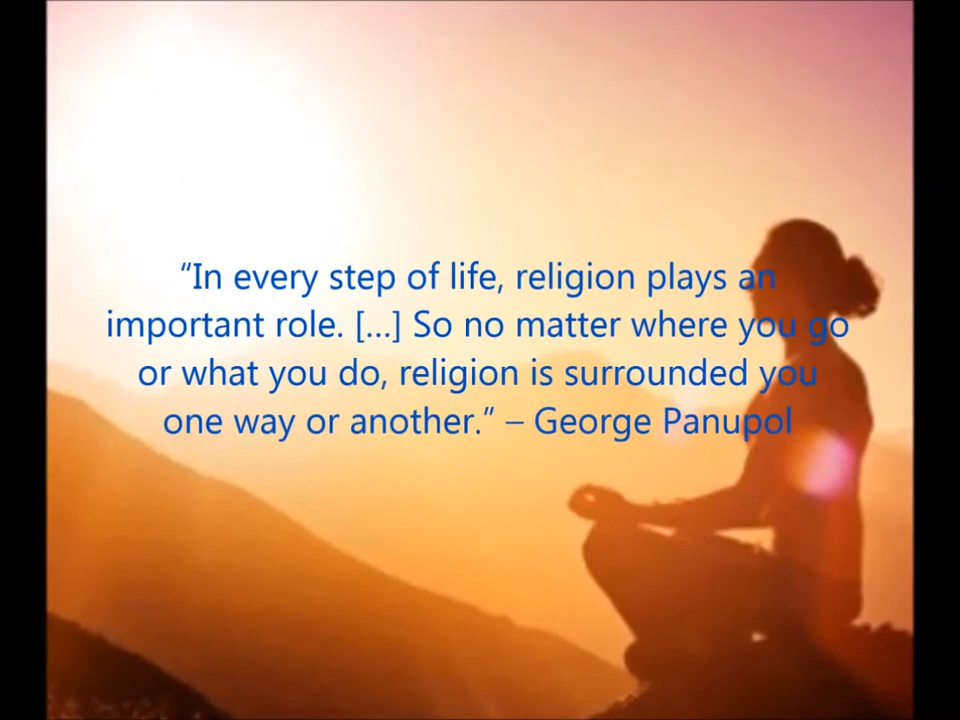 “In every step of life, religion plays an
important role. [...] So no matter where you go
or what you do, religion is surrounded you
one way or another.” – George Panupol